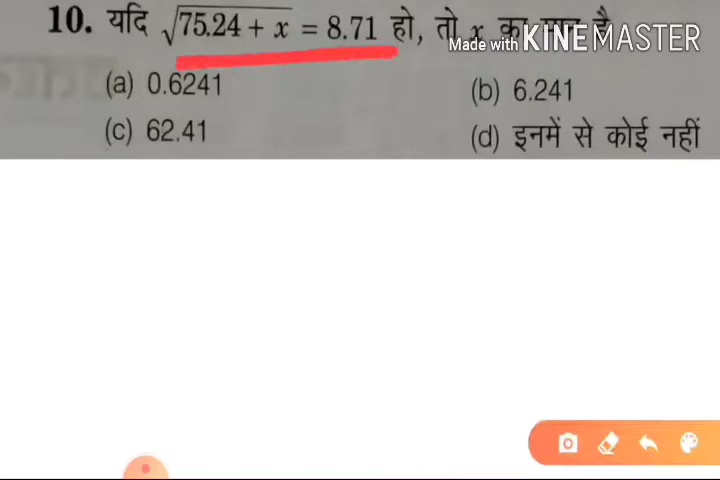 10. यदि √75.24 + x = 8.71 हो, तो x का है
Made with KINEMASTER
(a) 0.6241 (b) 6.241
(c) 62.41 (d) इनमें से कोई नहीं